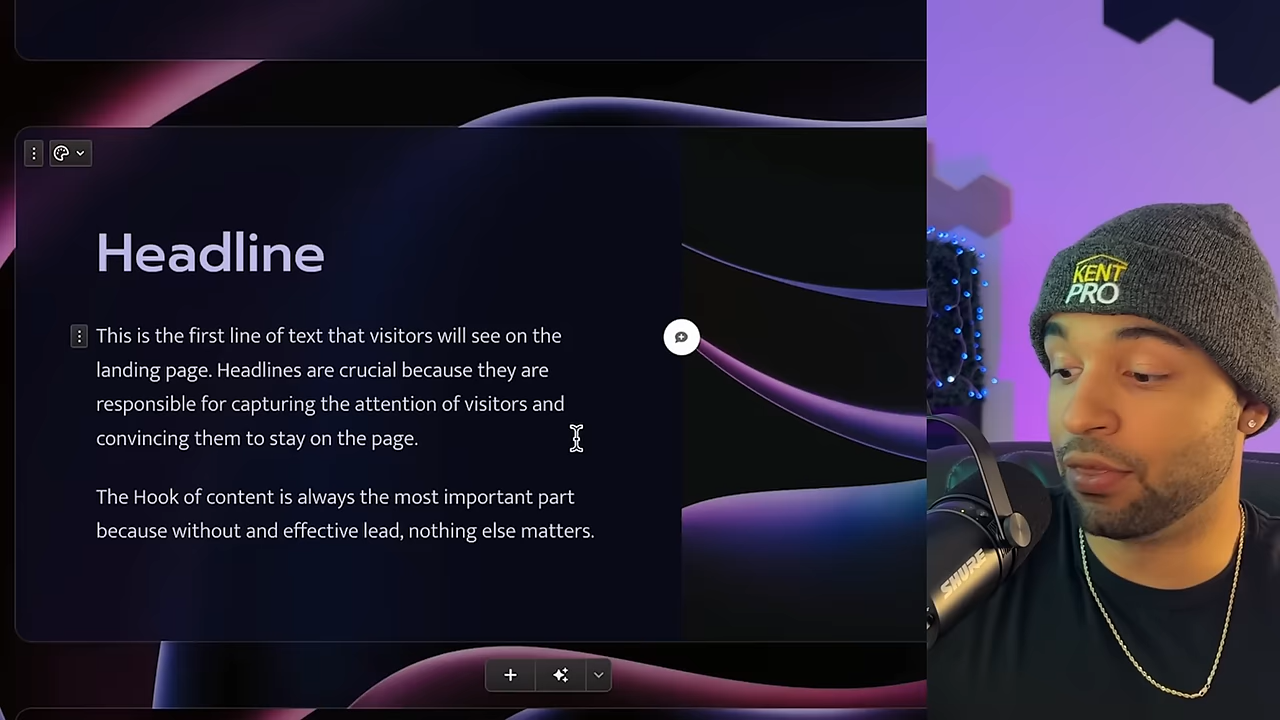 Headline
This is the first line of text that visitors will see on the
landing page. Headlines are crucial because they are
responsible for capturing the attention of visitors and
convincing them to stay on the page.
The Hook of content is always the most important part
because without and effective lead, nothing else matters.
KENT
PRO
SHURE